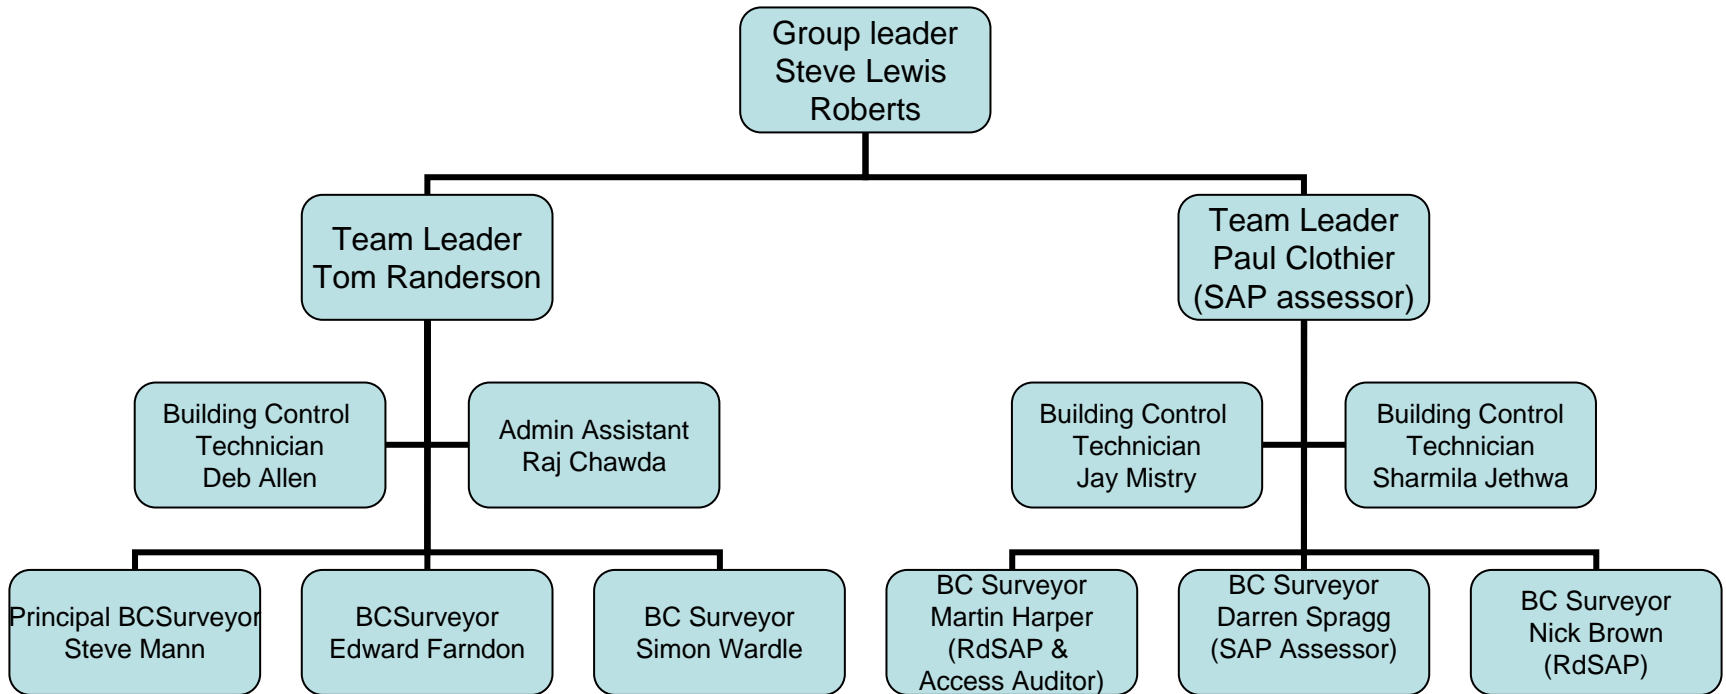 Group leader
Steve Lewis
Roberts
Team Leader
Tom Randerson
Team Leader
Paul Clothier
(SAP assessor)
Building Control
Technician
Deb Allen
Admin Assistant
Raj Chawda
Building Control
Technician
Jay Mistry
Building Control
Technician
Sharmila Jethwa
Principal BCSurveyor
Steve Mann
BCSurveyor
Edward Farndon
BC Surveyor
Simon Wardle
BC Surveyor
Martin Harper
(RdSAP &
Access Auditor)
BC Surveyor
Darren Spragg
(SAP Assessor)
BC Surveyor
Nick Brown
(RdSAP)